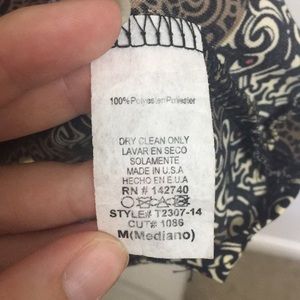 100% Polyester/Poliester
DRY CLEAN ONLY
LAVAR EN SECO
SOLAMENTE
MADE IN U.S.A
HECHO EN E.U.A
RN # 142740
STYLE# T2307-14
CUT# 1086
M(Mediano)